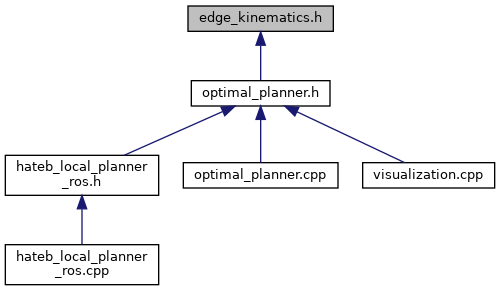 edge_kinematics.h
optimal_planner.h
hateb_local_planner
_ros.h
optimal_planner.cpp
visualization.cpp
hateb_local_planner
_ros.cpp